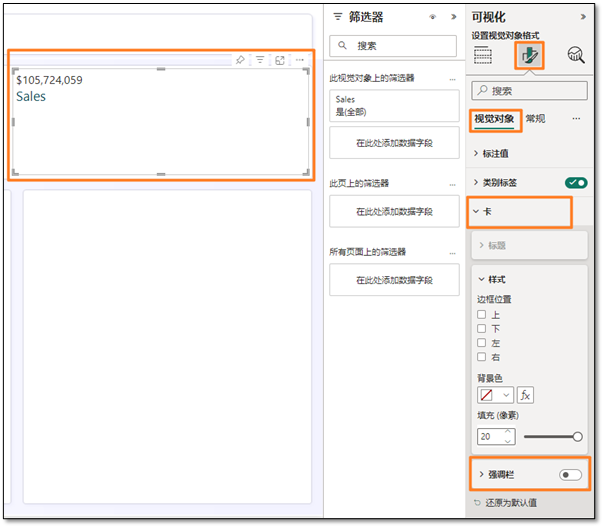 $105,724,059
Sales
筛选器
搜索
此视觉对象上的筛选器
...
Sales
是(全部)
在此处添加数据字段
此页上的筛选器
...
在此处添加数据字段
所有页面上的筛选器
...
在此处添加数据字段
可视化
设置视觉对象格式
搜索
视觉对象
常规
...
标注值
类别标签
卡
标题
样式
边框位置
上
下
左
右
背景色
fx
填充 (像素)
20
强调栏
还原为默认值